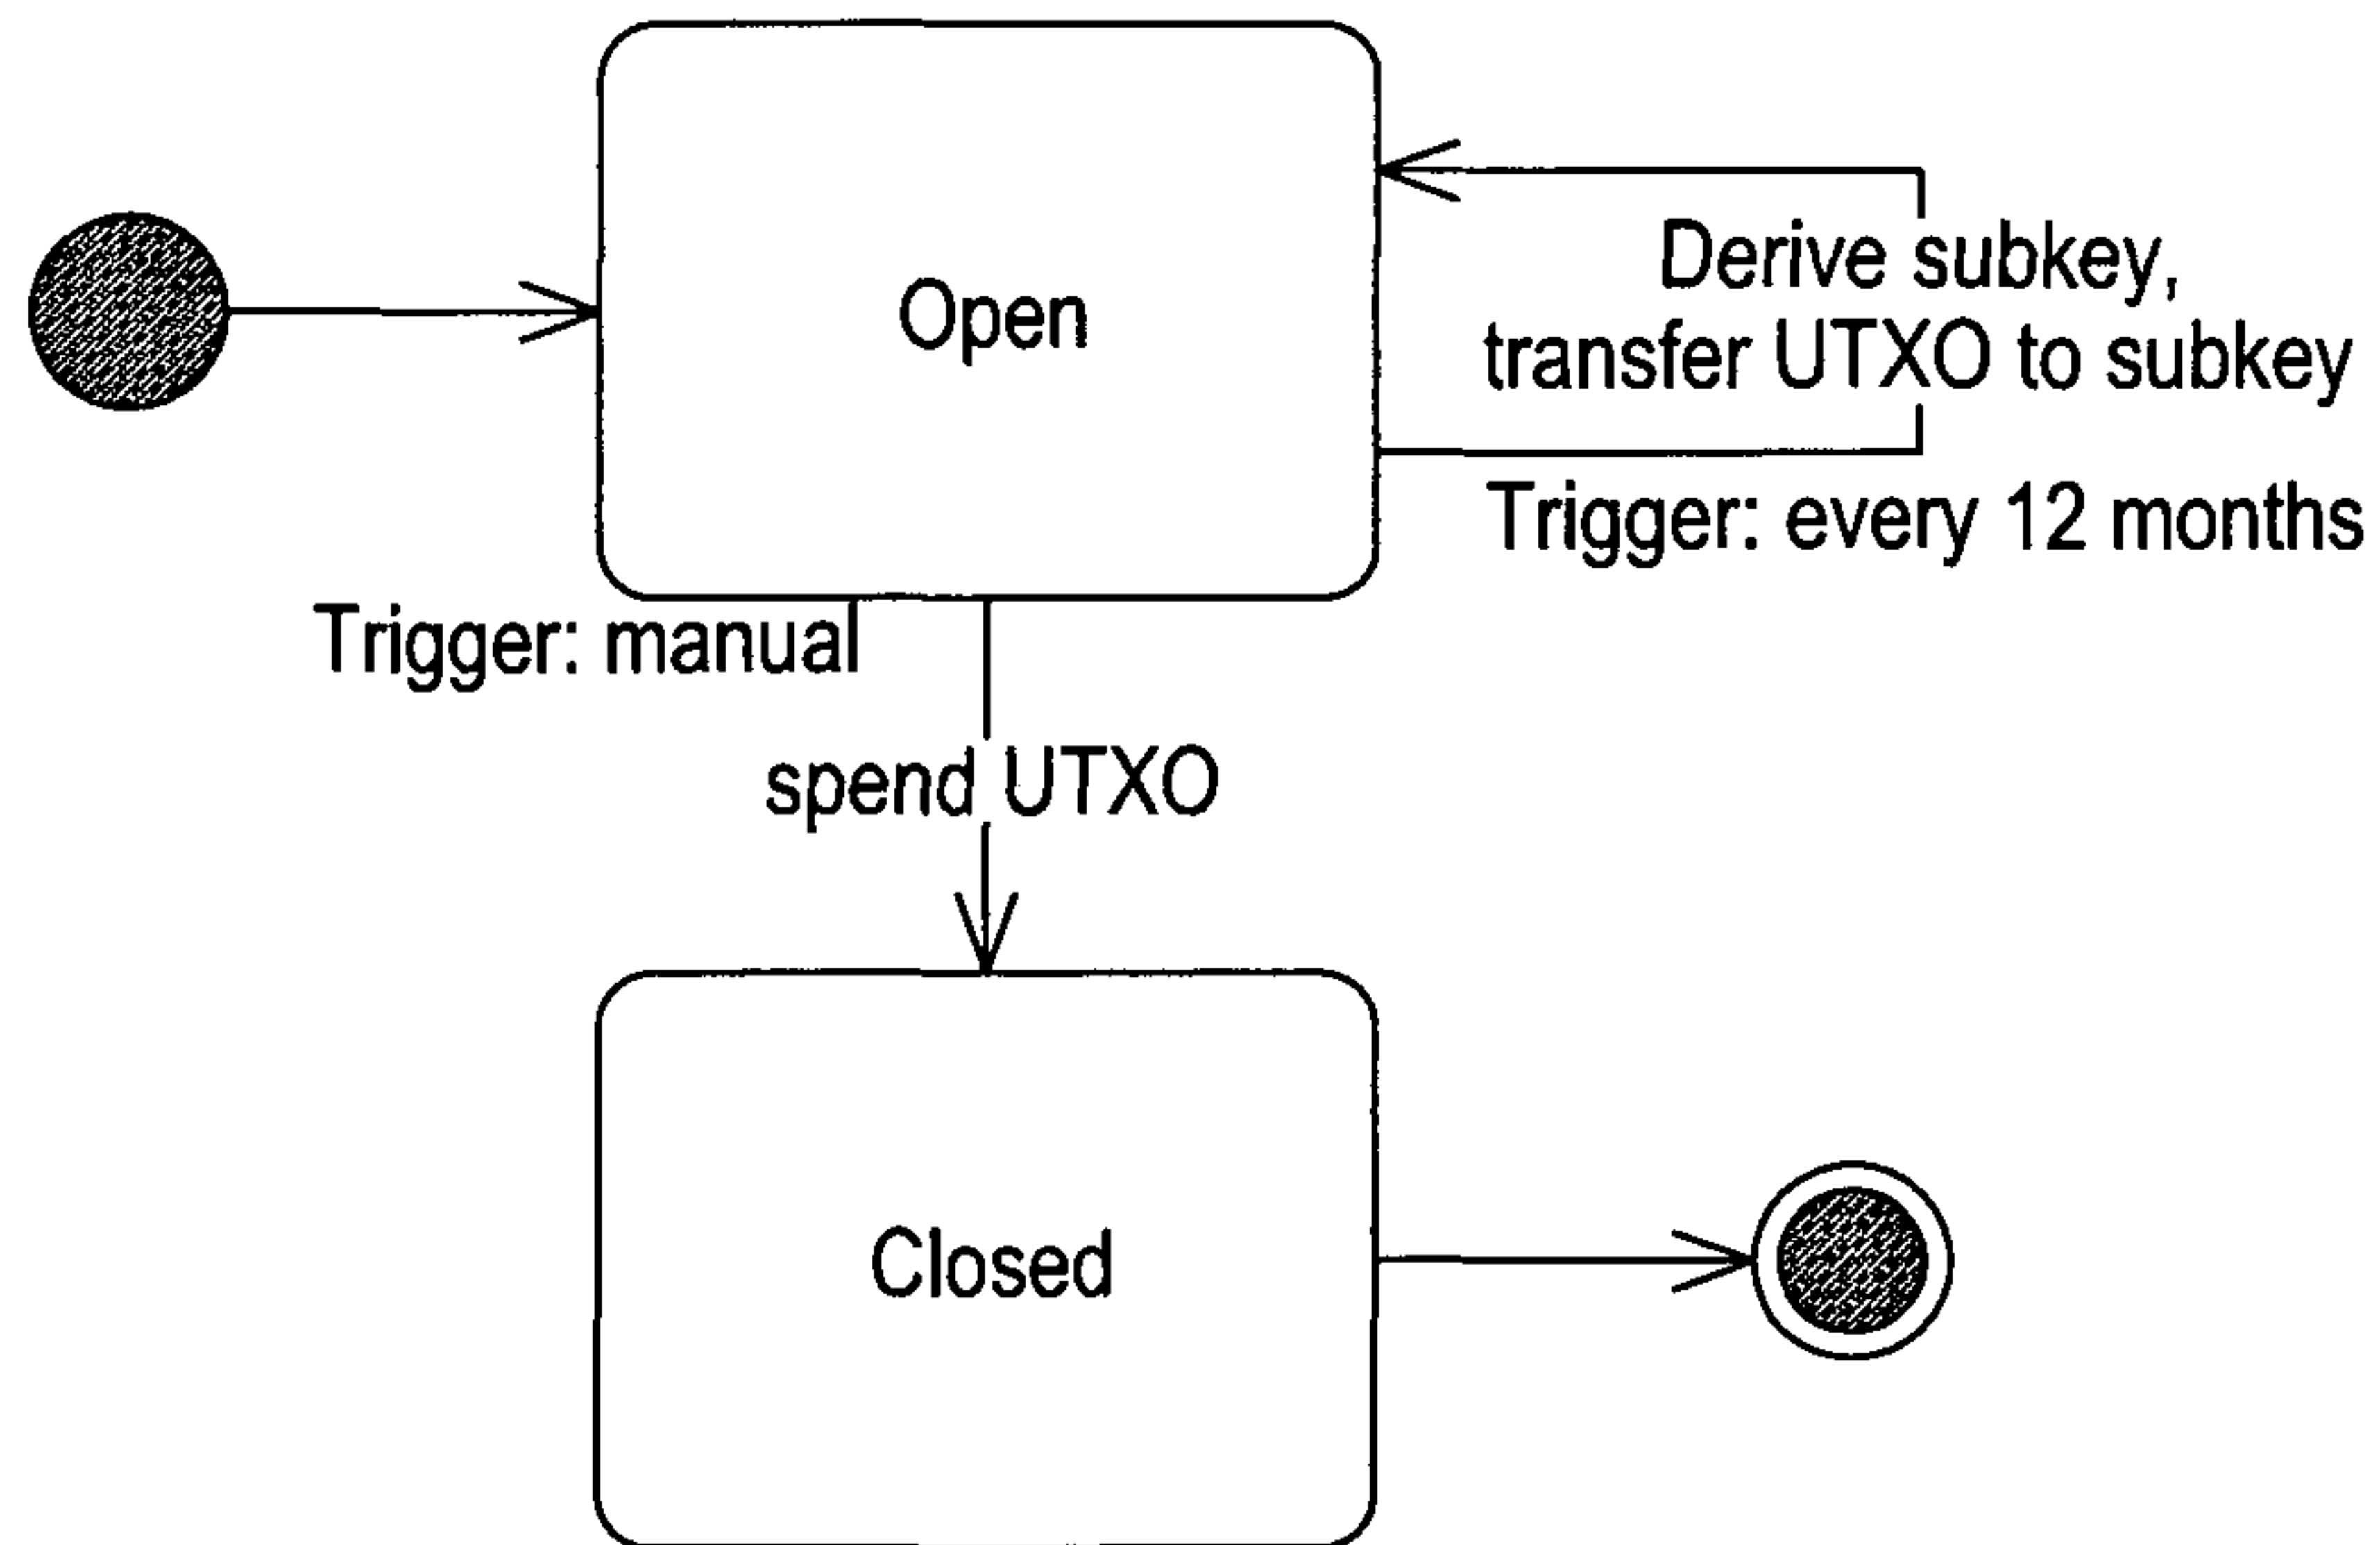 Open
Derive subkey,
transfer UTXO to subkey
Trigger: every 12 months
Trigger: manual
spend UTXO
Closed